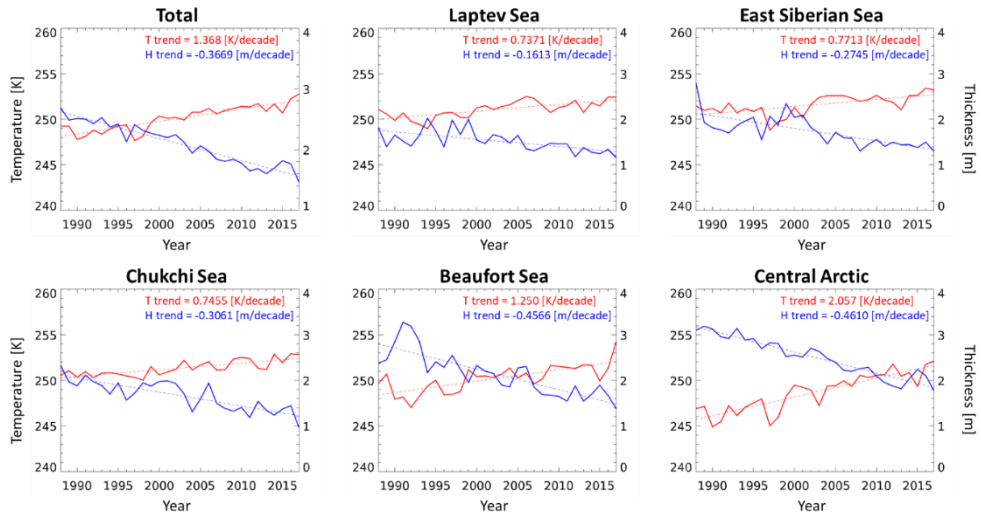 Total
T trend = 1.368 [K/decade]
H trend = -0.3669 [m/decade]
260
255
250
245
240
4
3
2
1
1990 1995 2000 2005 2010 2015
Year
Temperature [K]
Laptev Sea
T trend = 0.7371 [K/decade]
H trend = -0.1613 [m/decade]
260
255
250
245
240
4
3
2
1
0
1990 1995 2000 2005 2010 2015
Year
East Siberian Sea
T trend = 0.7713 [K/decade]
H trend = -0.2745 [m/decade]
260
255
250
245
240
4
3
2
1
0
1990 1995 2000 2005 2010 2015
Year
Thickness [m]
Chukchi Sea
T trend = 0.7455 [K/decade]
H trend = -0.3061 [m/decade]
260
255
250
245
240
4
3
2
1
0
1990 1995 2000 2005 2010 2015
Year
Temperature [K]
Beaufort Sea
T trend = 1.250 [K/decade]
H trend = -0.4566 [m/decade]
260
255
250
245
240
4
3
2
1
0
1990 1995 2000 2005 2010 2015
Year
Central Arctic
T trend = 2.057 [K/decade]
H trend = -0.4610 [m/decade]
260
255
250
245
240
4
3
2
1
0
1990 1995 2000 2005 2010 2015
Year
Thickness [m]